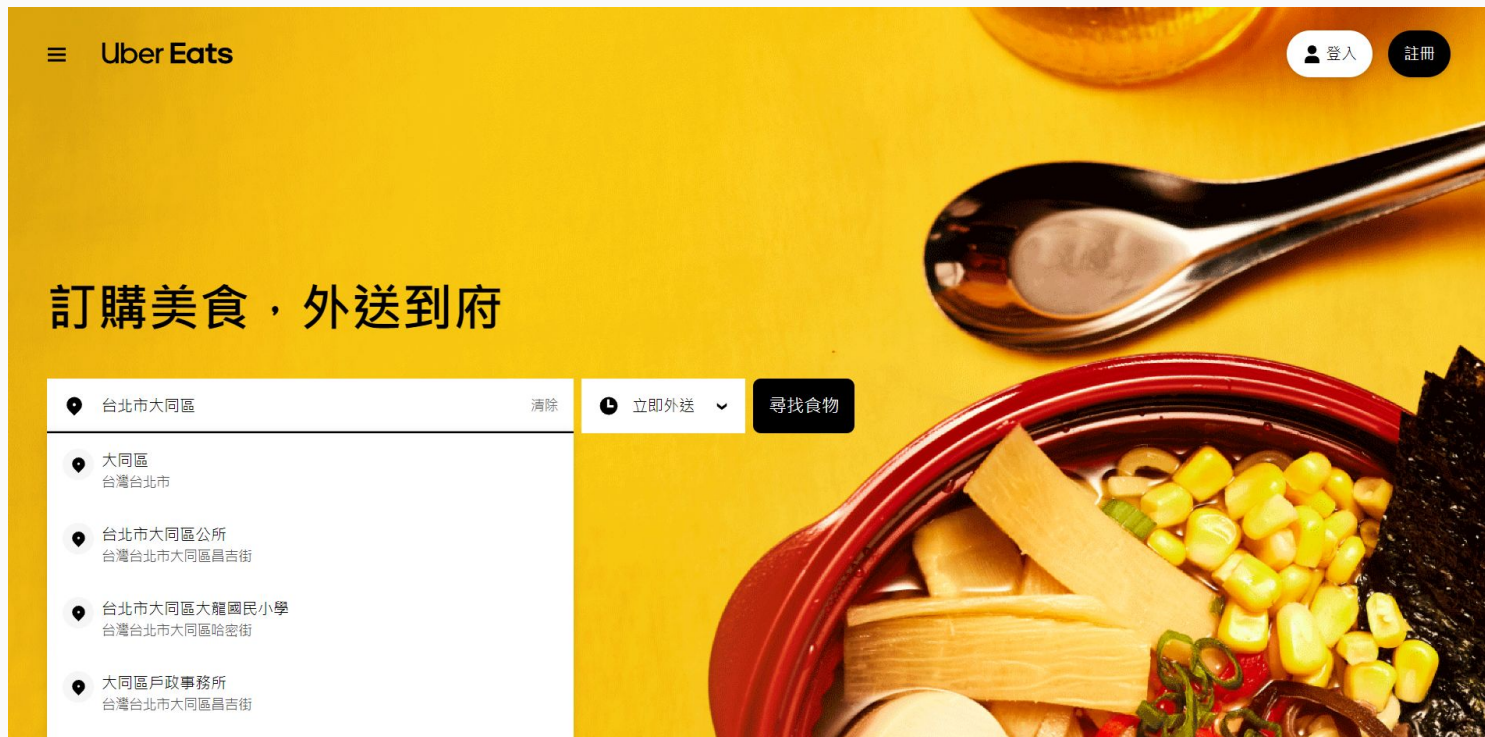 Uber Eats
登入
註冊
訂購美食，外送到府
台北市大同區
清除
立即外送
尋找食物
大同區
台灣台北市
台北市大同區公所
台灣台北市大同區昌吉街
台北市大同區大龍國民小學
台灣台北市大同區哈密街
大同區戶政事務所
台灣台北市大同區昌吉街